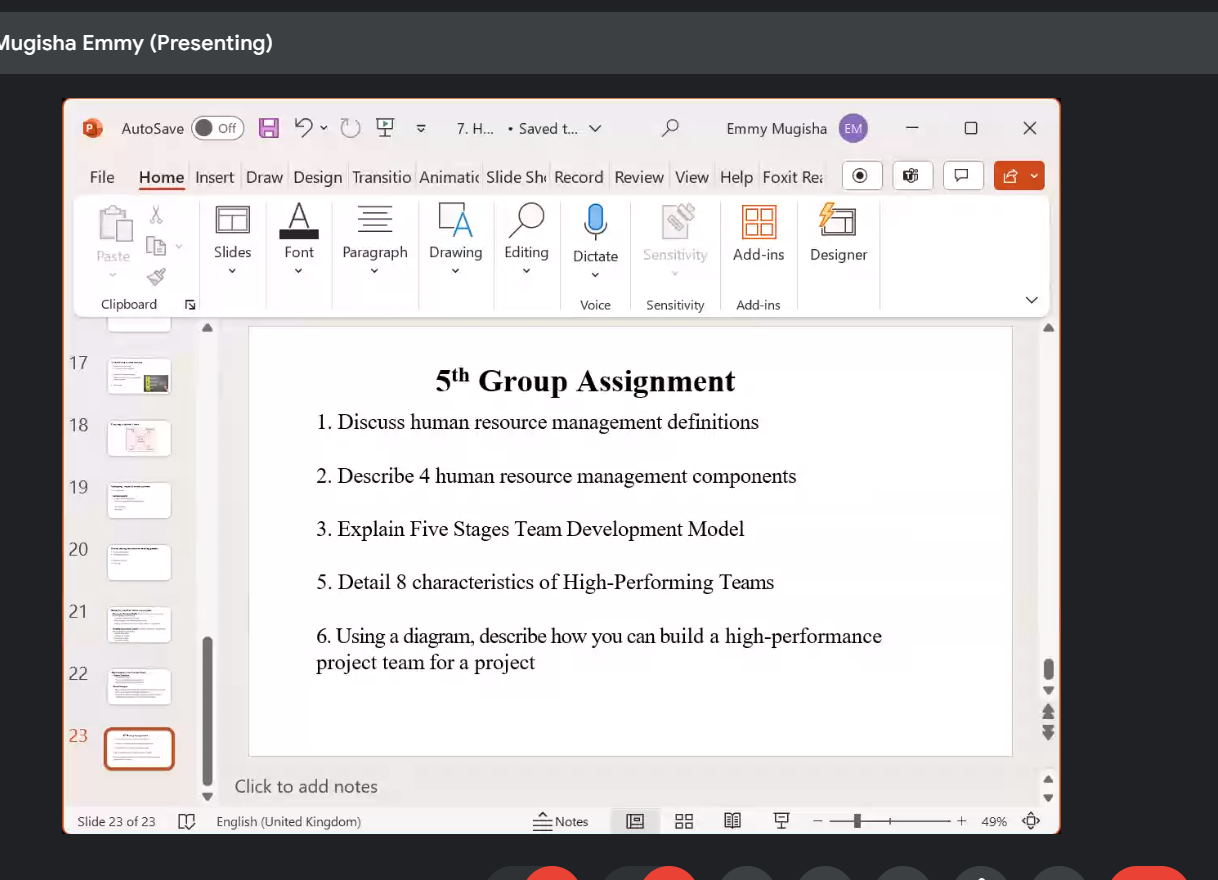 Mugisha Emmy (Presenting)
AutoSave Off 7. H... • Saved t... Emmy Mugisha EM
File Home Insert Draw Design Transitio Animatic Slide Sh Record Review View Help Foxit Rea
Paste Slides Font Paragraph Drawing Editing Dictate Sensitivity Add-ins Designer
Clipboard Voice Sensitivity Add-ins
17
18
19
20
21
22
23
5th Group Assignment
1. Discuss human resource management definitions
2. Describe 4 human resource management components
3. Explain Five Stages Team Development Model
5. Detail 8 characteristics of High-Performing Teams
6. Using a diagram, describe how you can build a high-performance
project team for a project
Click to add notes
Slide 23 of 23 English (United Kingdom) Notes 49%